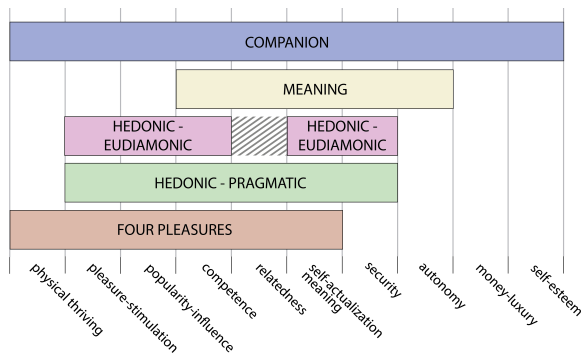 COMPANION
MEANING
HEDONIC -
EUDIAMONIC
HEDONIC -
EUDIAMONIC
HEDONIC - PRAGMATIC
FOUR PLEASURES
physical thriving
pleasure-stimulation
popularity-influence
competence
relatedness
self-actualization
meaning
security
autonomy
money-luxury
self-esteem